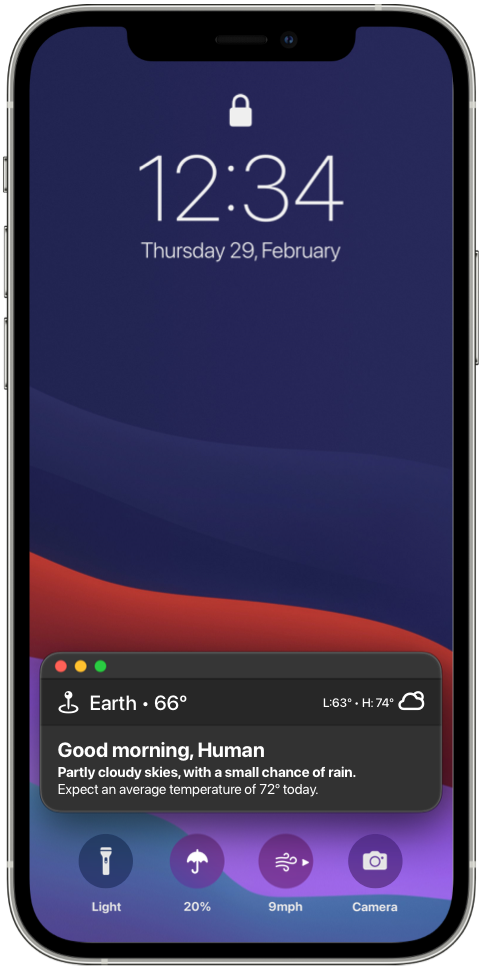 12:34
Thursday 29, February
Earth • 66°
L:63° • H: 74°
Good morning, Human
Partly cloudy skies, with a small chance of rain.
Expect an average temperature of 72° today.
Light
20%
9mph
Camera